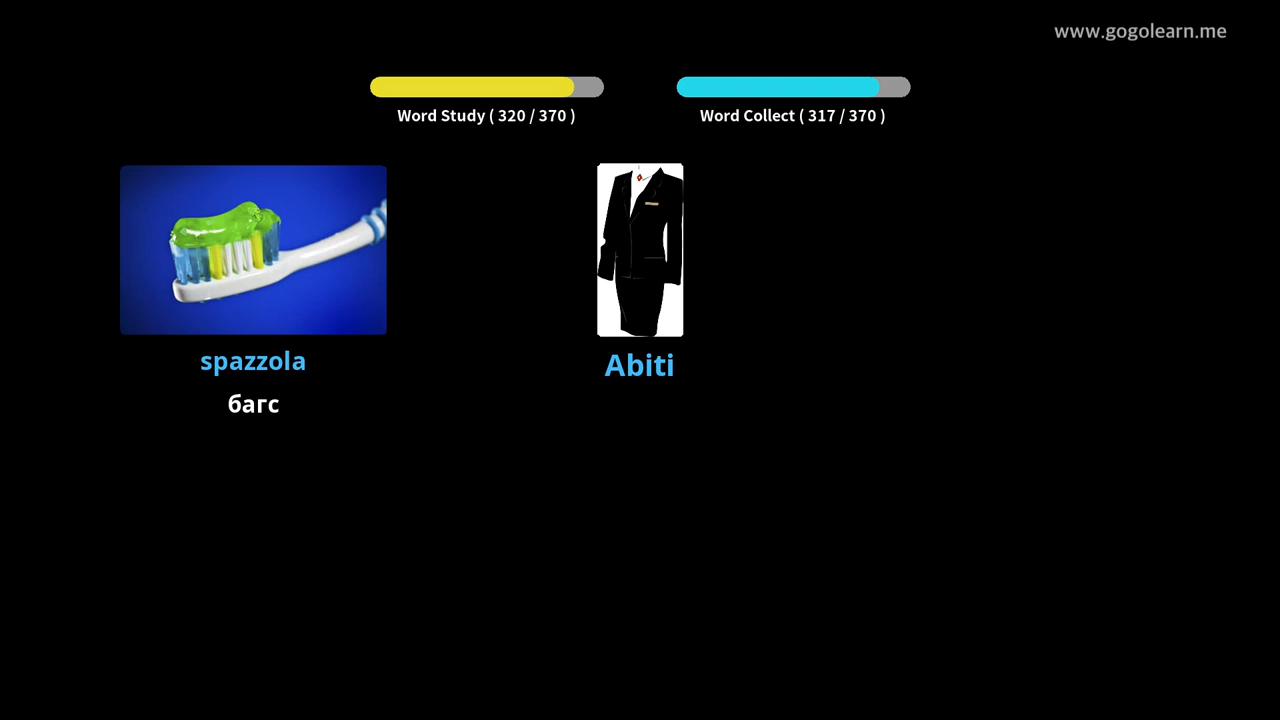 www.gogolearn.me
Word Study ( 320 / 370 )
Word Collect ( 317 / 370 )
spazzola
багс
Abiti